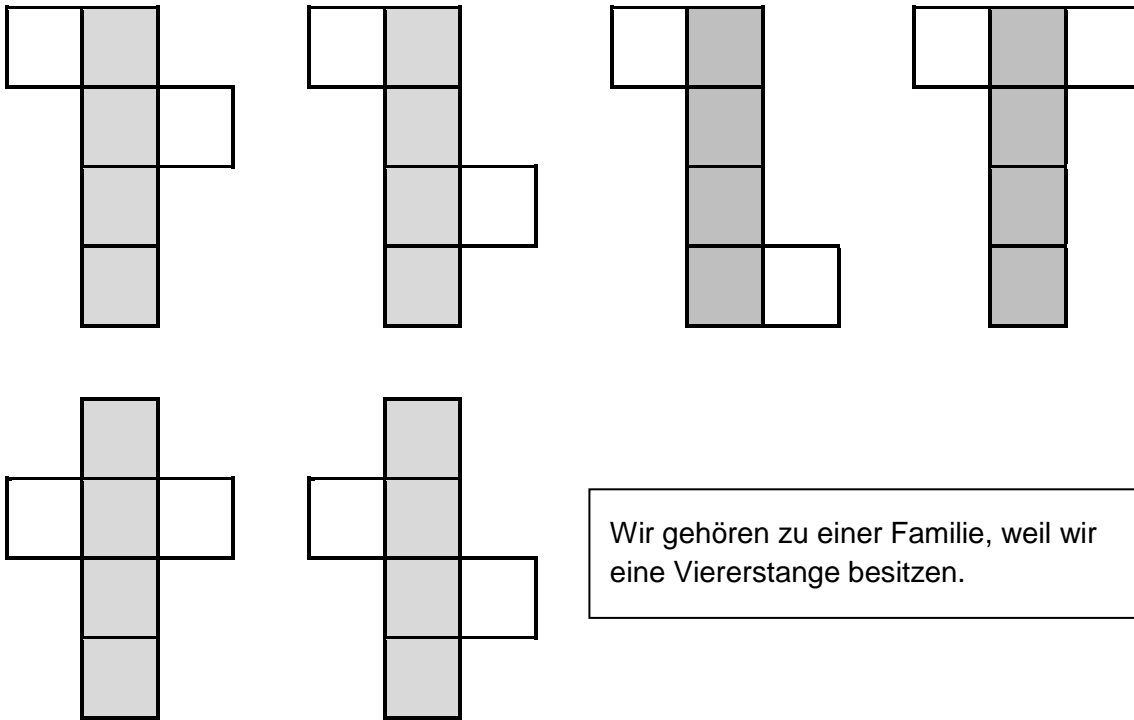 Wir gehören zu einer Familie, weil wir
eine Viererstange besitzen.